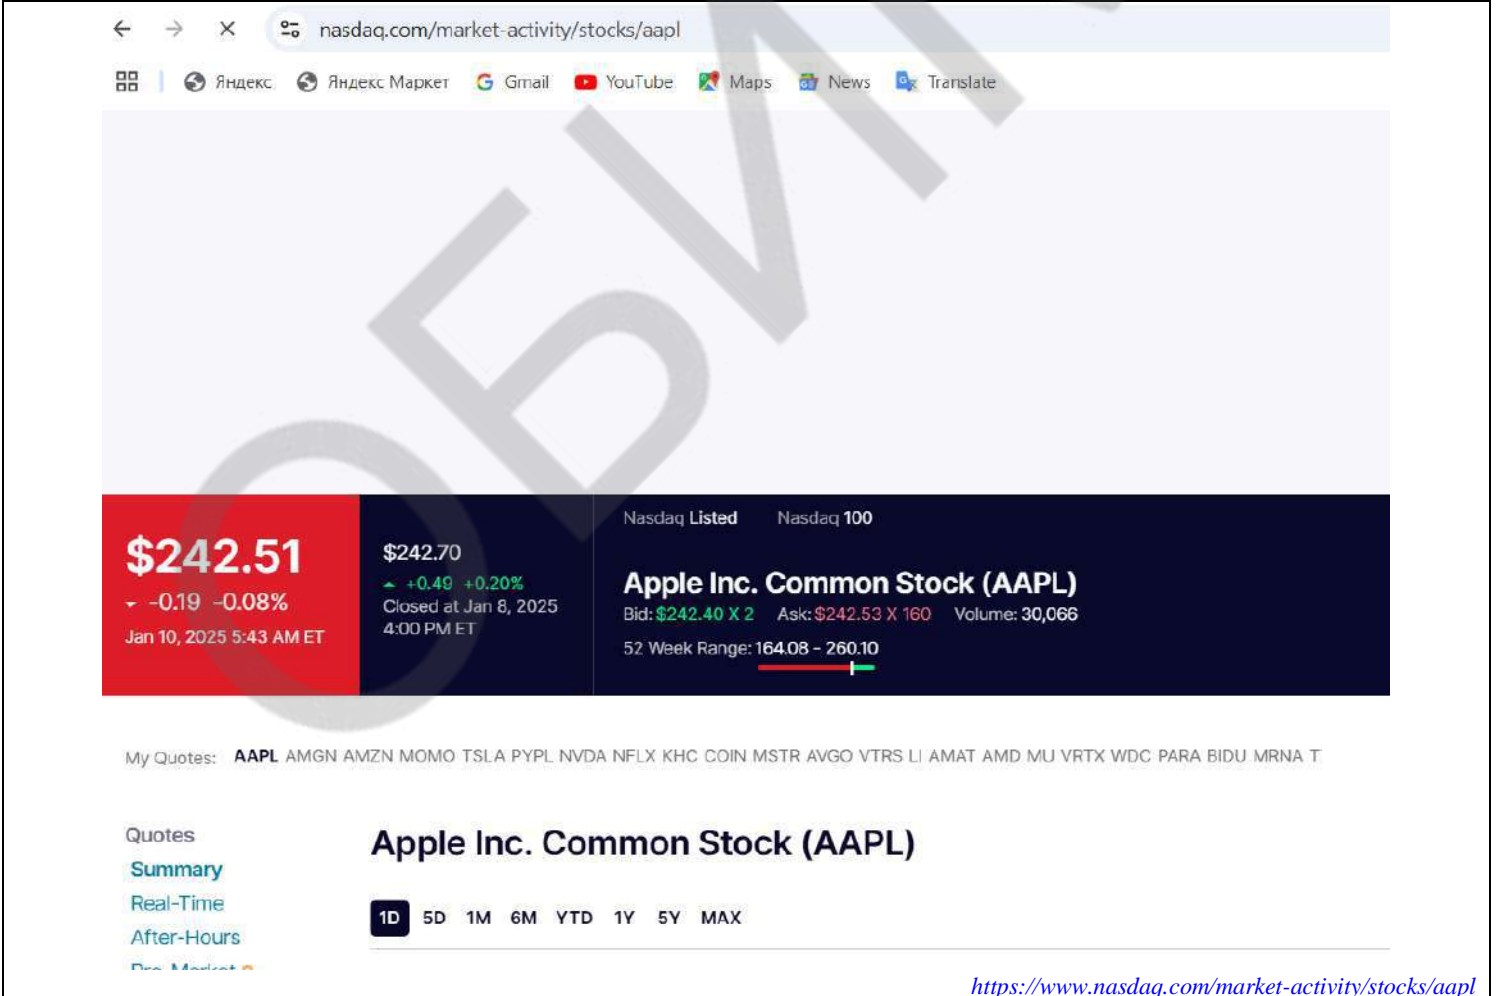 nasdaq.com/market-activity/stocks/aapl
Яндекс Яндекс Маркет Gmail YouTube Maps News Translate
ОБИ
Nasdaq Listed Nasdaq 100
$242.51
-0.19 -0.08%
Jan 10, 2025 5:43 AM ET
$242.70
+0.49 +0.20%
Closed at Jan 8, 2025
4:00 PM ET
Apple Inc. Common Stock (AAPL)
Bid: $242.40 X 2 Ask: $242.53 X 160 Volume: 30,066
52 Week Range: 164.08 – 260.10
My Quotes: AAPL AMGN AMZN MOMO TSLA PYPL NVDA NFLX KHC COIN MSTR AVGO VTRS LI AMAT AMD MU VRTX WDC PARA BIDU MRNA T
Quotes
Summary
Real-Time
After-Hours
Pre-Market
Apple Inc. Common Stock (AAPL)
1D 5D 1M 6M YTD 1Y 5Y MAX
https://www.nasdaq.com/market-activity/stocks/aapl